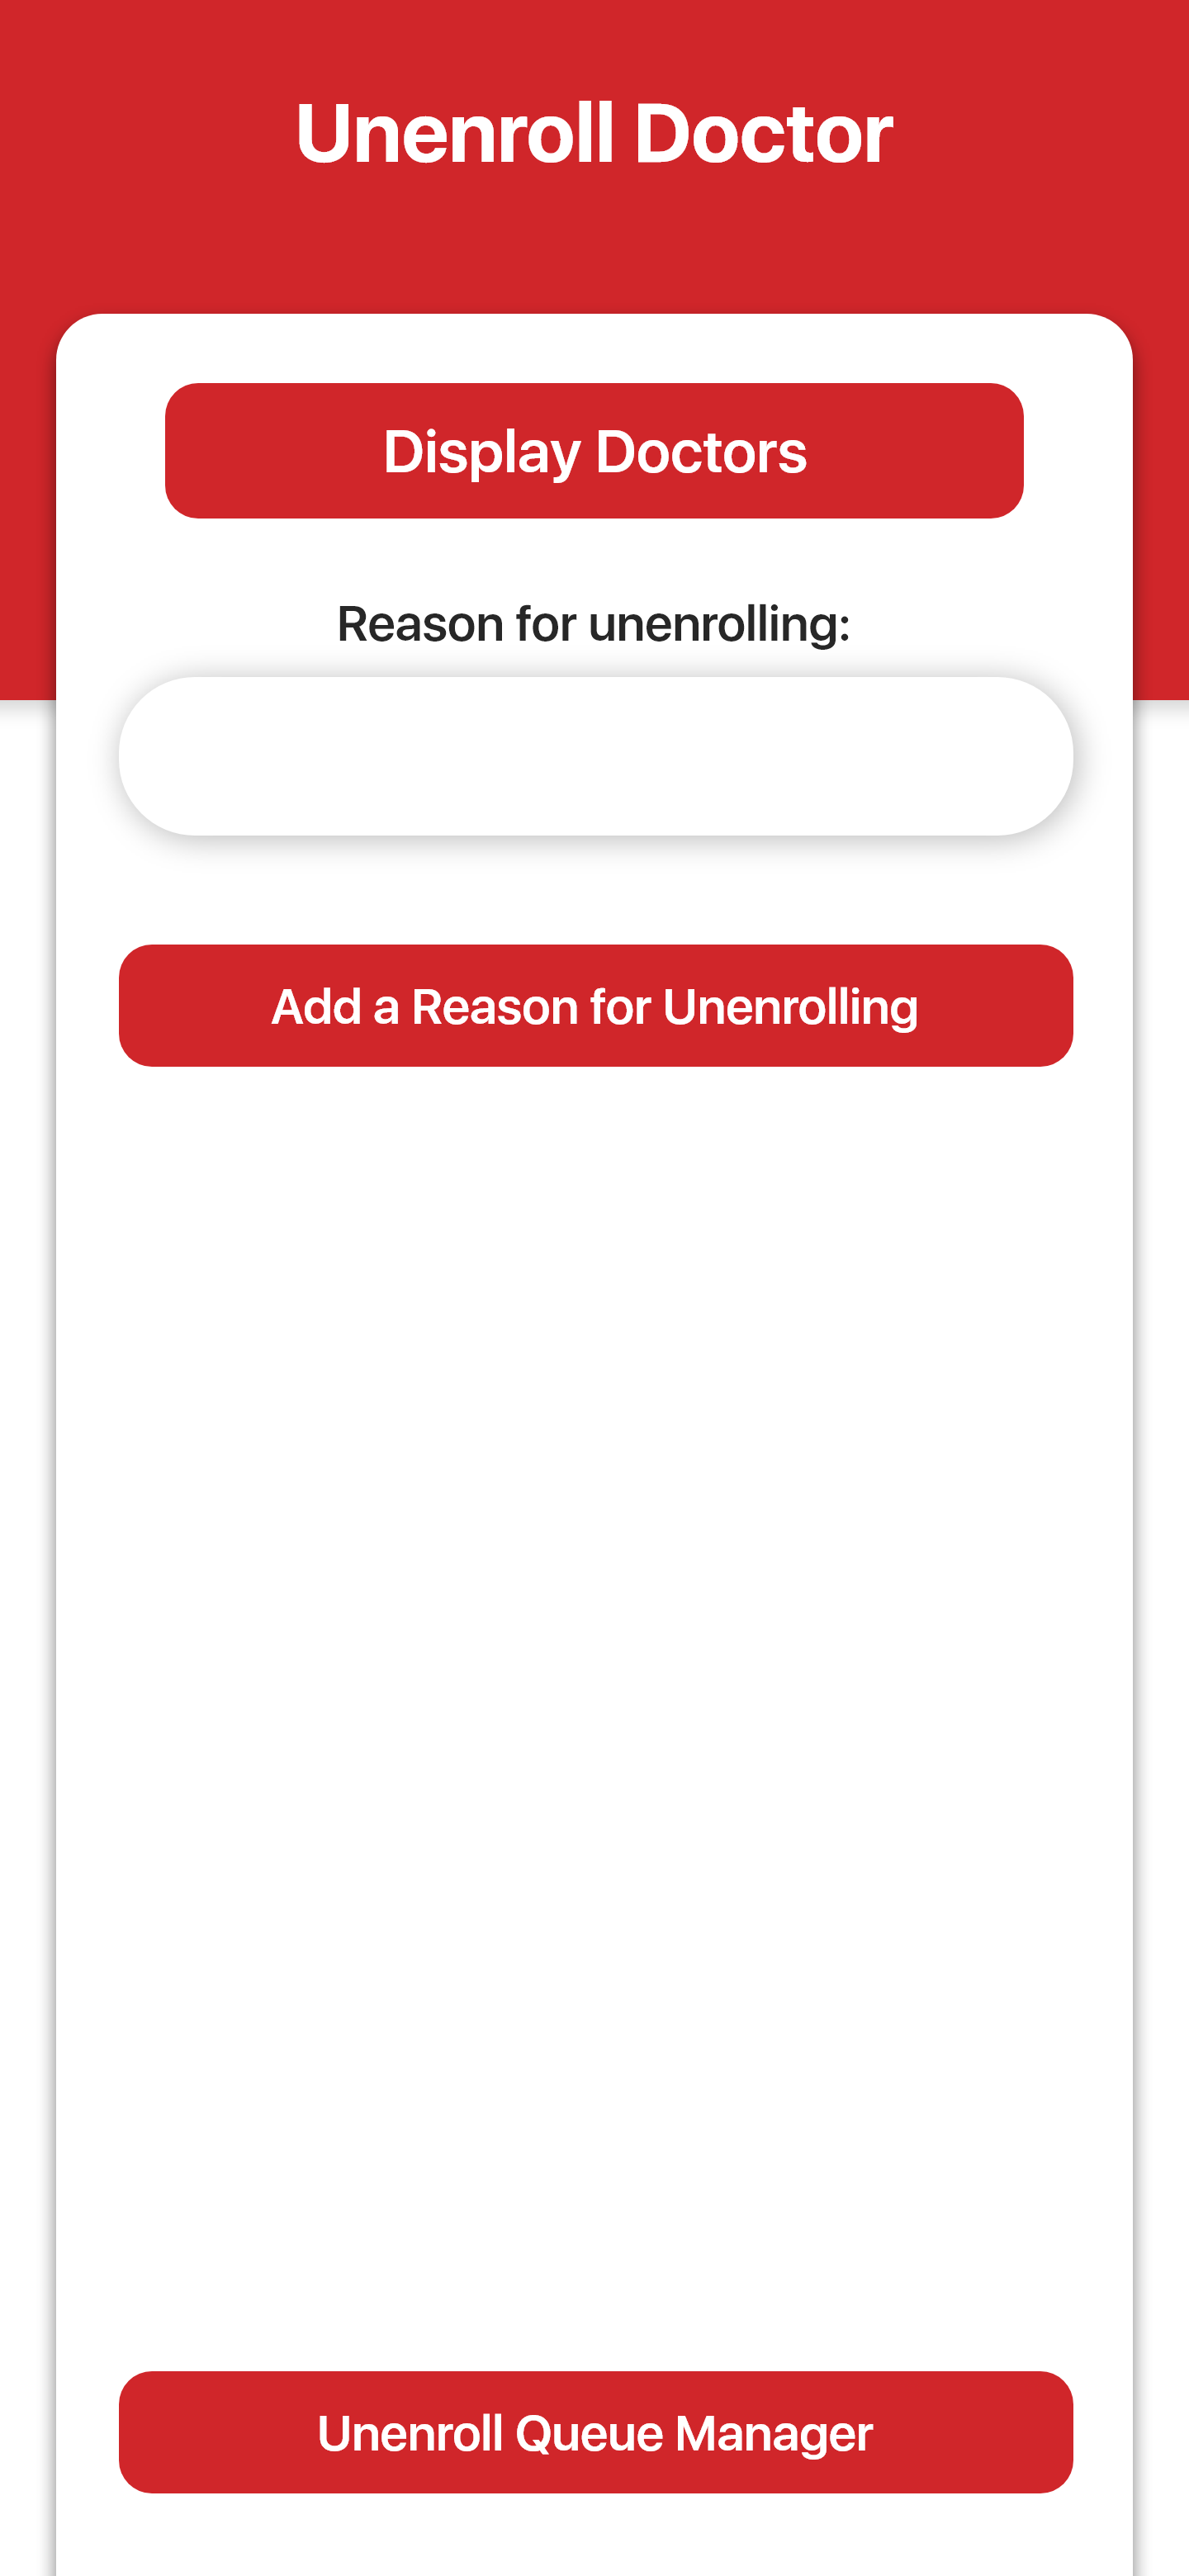 Unenroll Doctor
Display Doctors
Reason for unenrolling:
Add a Reason for Unenrolling
Unenroll Queue Manager